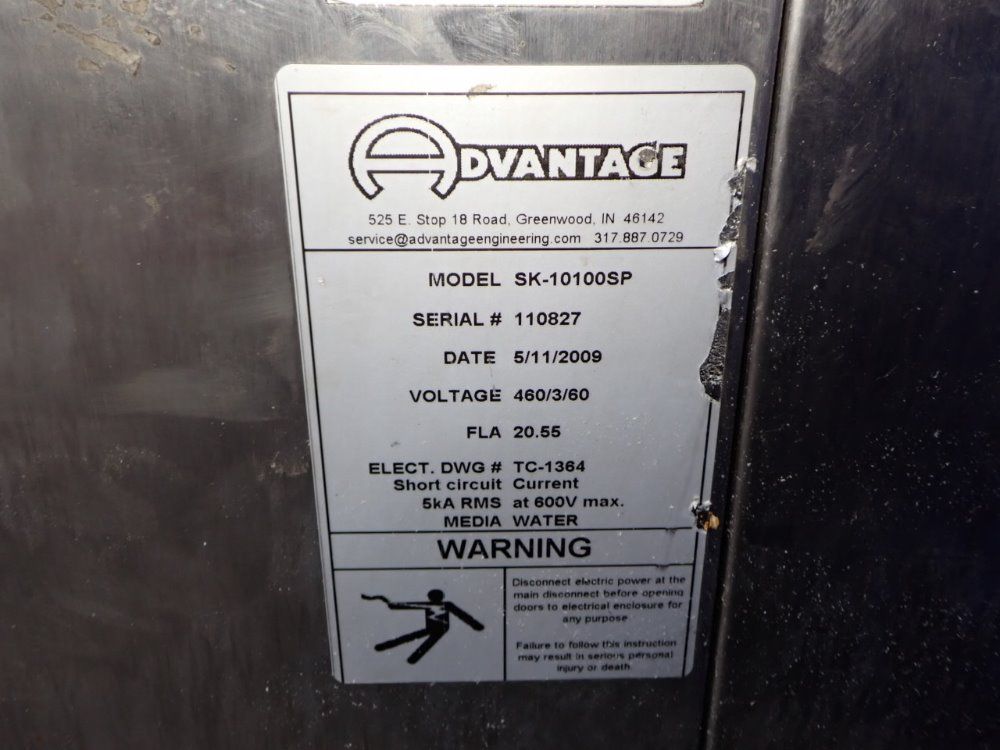 ADVANTAGE
525 E. Stop 18 Road, Greenwood, IN 46142
service@advantageengineering.com 317.887.0729
MODEL SK-10100SP
SERIAL # 110827
DATE 5/11/2009
VOLTAGE 460/3/60
FLA 20.55
ELECT. DWG # TC-1364
Short circuit Current
5kA RMS at 600V max.
MEDIA WATER
WARNING
Disconnect electric power at the
main disconnect before opening
doors to electrical enclosure for
any purpose
Failure to follow this instruction
may result in serious personal
injury or death